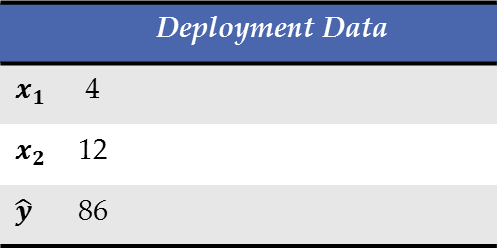 Deployment Data
x₁ 4
x₂ 12
ŷ 86